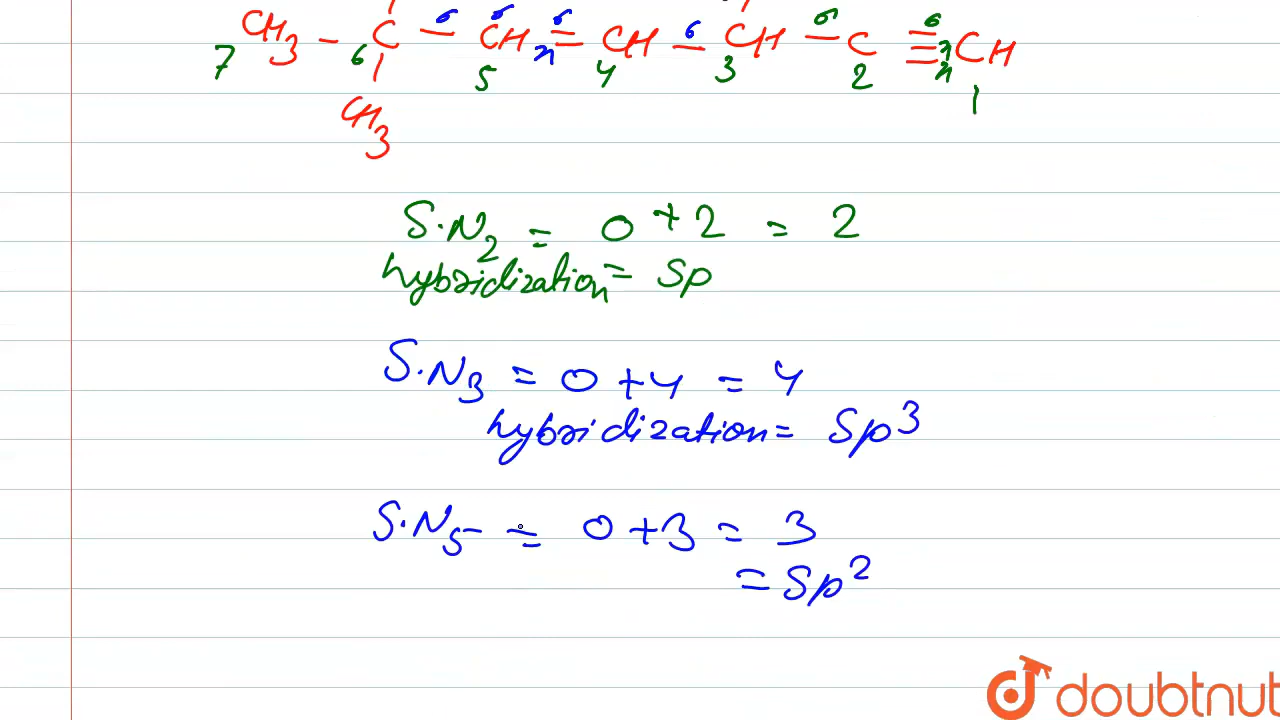 CH3 - C - CH = CH - CH - C ≡ CH
σ σ σ σ σ σ
π π π
7 6 5 4 3 2 1
CH3
S.N2 = 0 + 2 = 2
hybridization = Sp
S.N3 = 0 + 4 = 4
hybridization = Sp3
S.N5 = 0 + 3 = 3
= Sp2
doubtnut